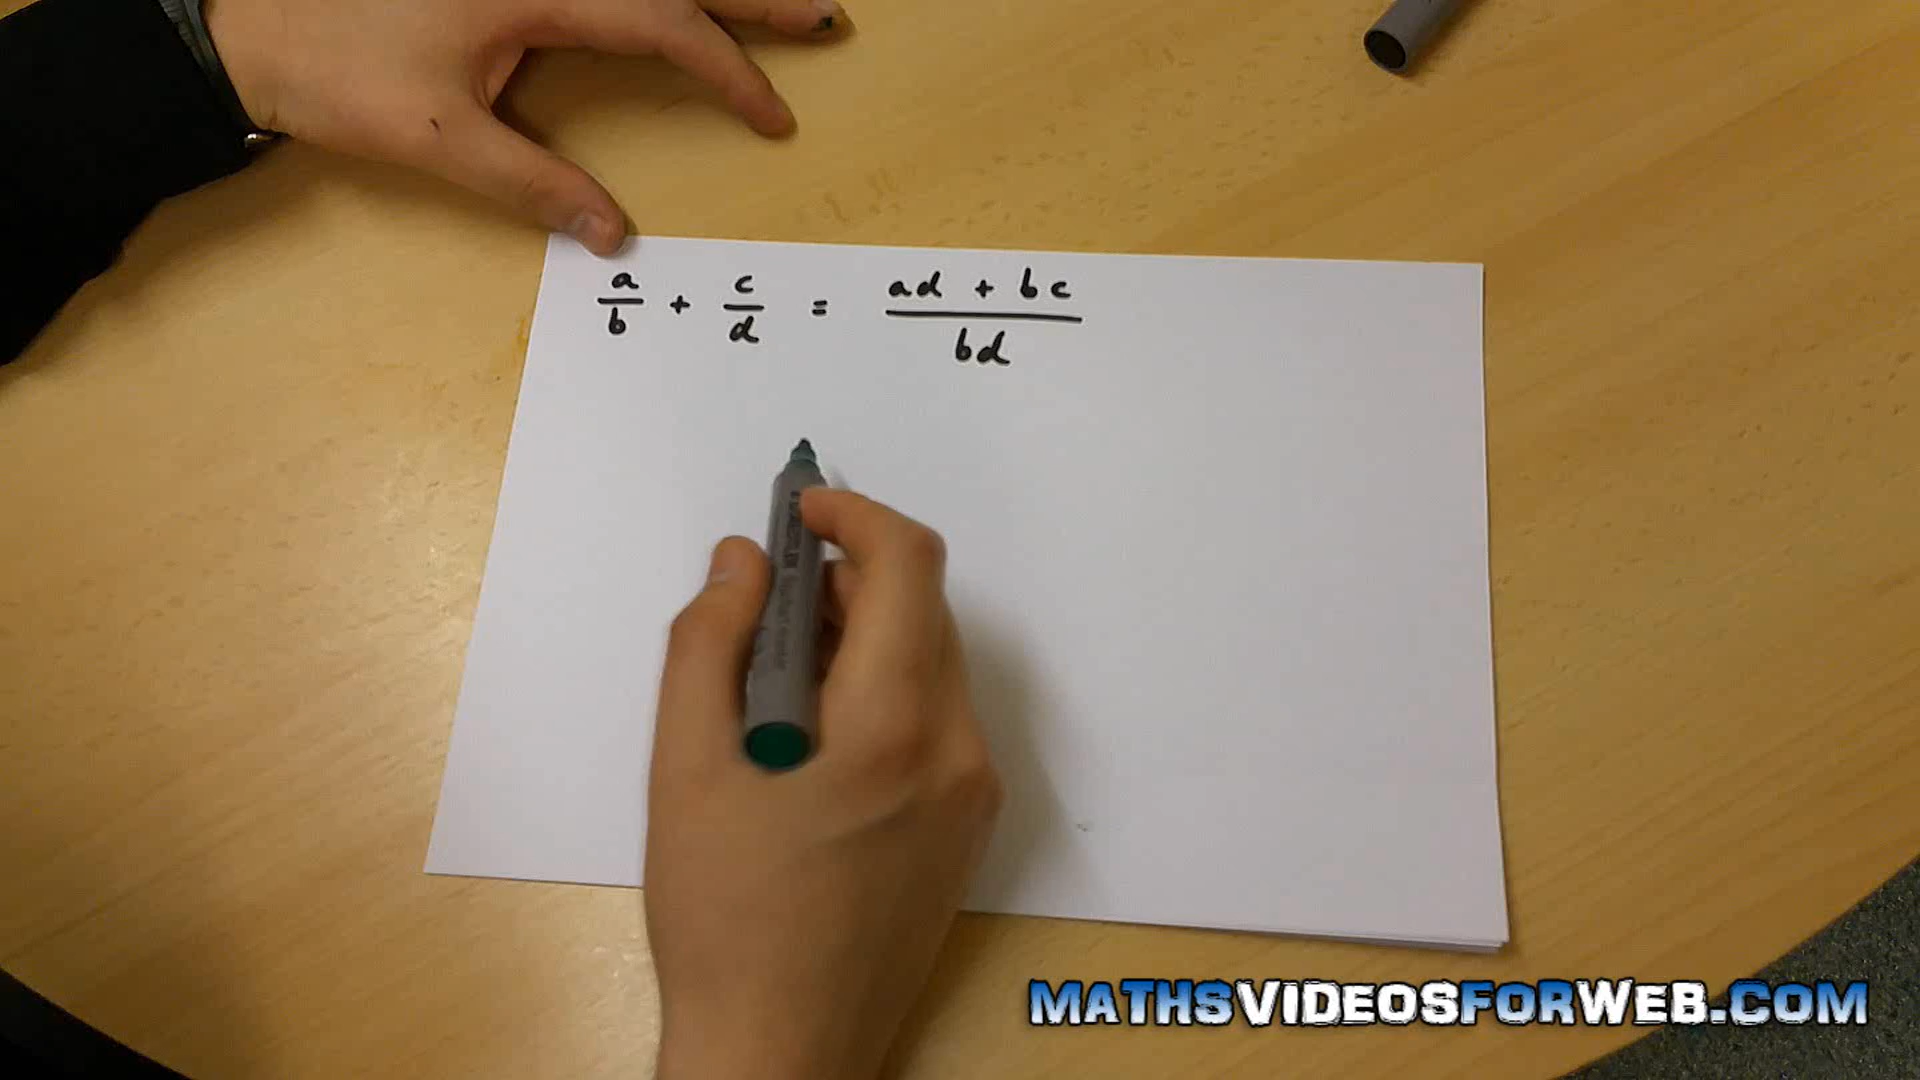 a/b + c/d = (ad + bc)/bd
MATHSVIDEOSFORWEB.COM